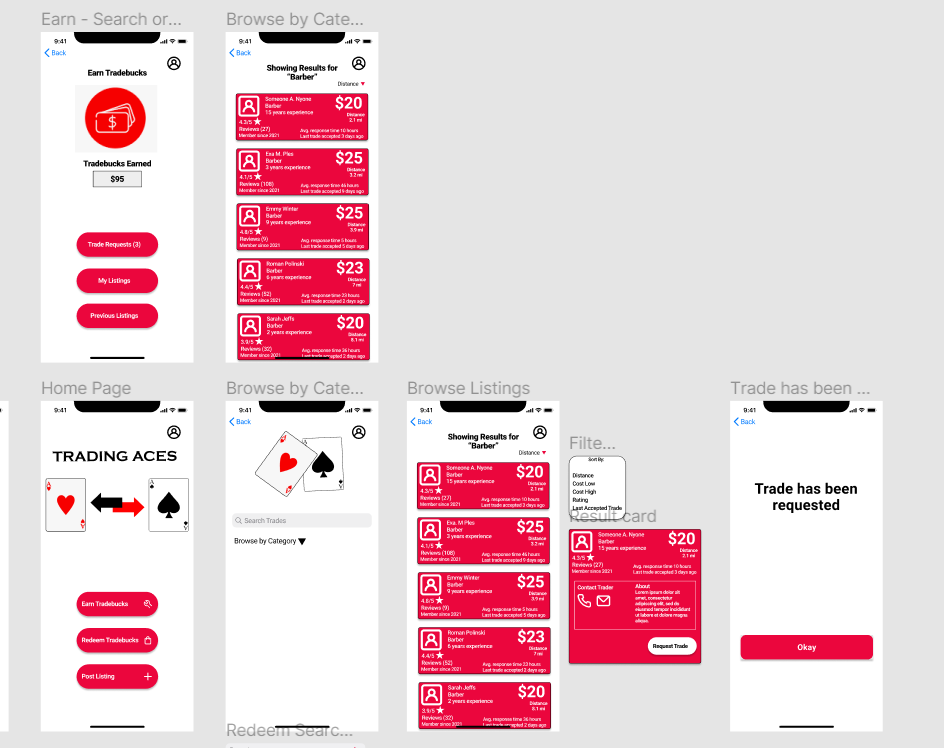 Earn - Search or...
9:41
Back
Earn Tradebucks
$
Tradebucks Earned
$95
Trade Requests (3)
My Listings
Previous Listings
Browse by Cate...
9:41
Back
Showing Results for
"Barber"
Distance
Someone A. Nyone
Barber
15 years experience
$20
Distance
2.1 mi
4.3/5
Reviews (27)
Member since 2021
Avg. response time 10 hours
Last trade accepted 3 days ago
Eva M. Ples
Barber
3 years experience
$25
Distance
3.2 mi
4.1/5
Reviews (108)
Member since 2021
Avg. response time 46 hours
Last trade accepted 9 days ago
Emmy Winter
Barber
9 years experience
$25
Distance
3.9 mi
4.8/5
Reviews (9)
Member since 2021
Avg. response time 5 hours
Last trade accepted 5 days ago
Roman Polinski
Barber
6 years experience
$23
Distance
7 mi
4.4/5
Reviews (52)
Member since 2021
Avg. response time 23 hours
Last trade accepted 2 days ago
Sarah Jeffs
Barber
2 years experience
$20
Distance
8.1 mi
3.9/5
Reviews (32)
Member since 2021
Avg. response time 36 hours
Last trade accepted 2 days ago
Home Page
9:41
TRADING ACES
A
A
A
A
Earn Tradebucks
Redeem Tradebucks
Post Listing
Browse by Cate...
9:41
Back
A
A
A
A
Search Trades
Browse by Category
Redeem Searc...
Browse Listings
9:41
Back
Showing Results for
"Barber"
Distance
Someone A. Nyone
Barber
15 years experience
$20
Distance
2.1 mi
4.3/5
Reviews (27)
Member since 2021
Avg. response time 10 hours
Last trade accepted 3 days ago
Eva. M Ples
Barber
3 years experience
$25
Distance
3.2 mi
4.1/5
Reviews (108)
Member since 2021
Avg. response time 46 hours
Last trade accepted 9 days ago
Emmy Winter
Barber
9 years experience
$25
Distance
3.9 mi
4.8/5
Reviews (9)
Member since 2021
Avg. response time 5 hours
Last trade accepted 5 days ago
Roman Polinski
Barber
6 years experience
$23
Distance
7 mi
4.4/5
Reviews (52)
Member since 2021
Avg. response time 23 hours
Last trade accepted 2 days ago
Sarah Jeffs
Barber
2 years experience
$20
Distance
8.1 mi
3.9/5
Reviews (32)
Member since 2021
Avg. response time 36 hours
Last trade accepted 2 days ago
Filte...
Sort By:
Distance
Cost Low
Cost High
Rating
Last Accepted Trade
Result card
Someone A. Nyone
Barber
15 years experience
$20
Distance
2.1 mi
4.3/5
Reviews (27)
Member since 2021
Avg. response time 10 hours
Last trade accepted 3 days ago
Contact Trader
About
Lorem ipsum dolor sit
amet, consectetur
adipiscing elit, sed do
eiusmod tempor incididunt
ut labore et dolore magna
aliqua.
Request Trade
Trade has been ...
9:41
Back
Trade has been
requested
Okay